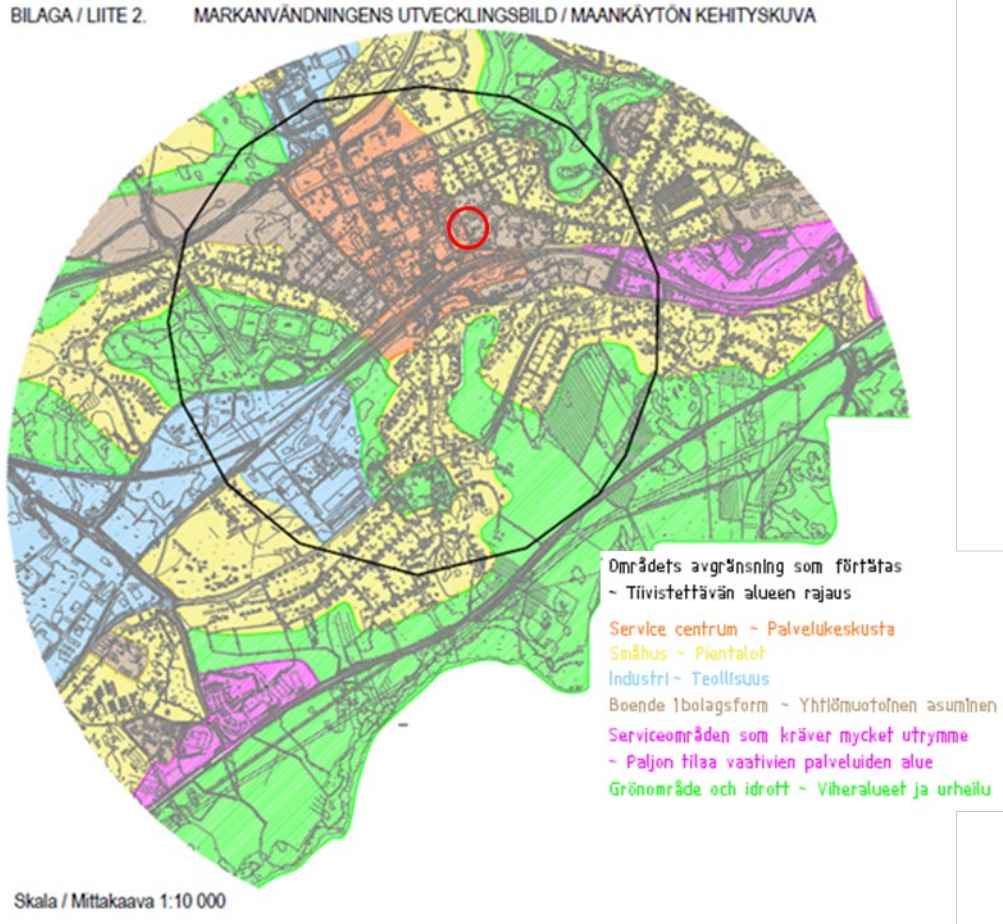 BILAGA / LIITE 2. MARKANVÄNDNINGENS UTVECKLINGSBILD / MAANKÄYTÖN KEHITYSKUVA
Områdets avgränsning som förtätas
~ Tiivistettävän alueen rajaus
Service centrum ~ Palvelukeskusta
Småhus ~ Pientalot
Industri ~ Teollisuus
Boende ibolagsform ~ Yhtiömuotoinen asuminen
Serviceområden som kräver mycket utrymme
~ Paljon tilaa vaativien palveluiden alue
Grönområde och idrott ~ Viheralueet ja urheilu
Skala / Mittakaava 1:10 000